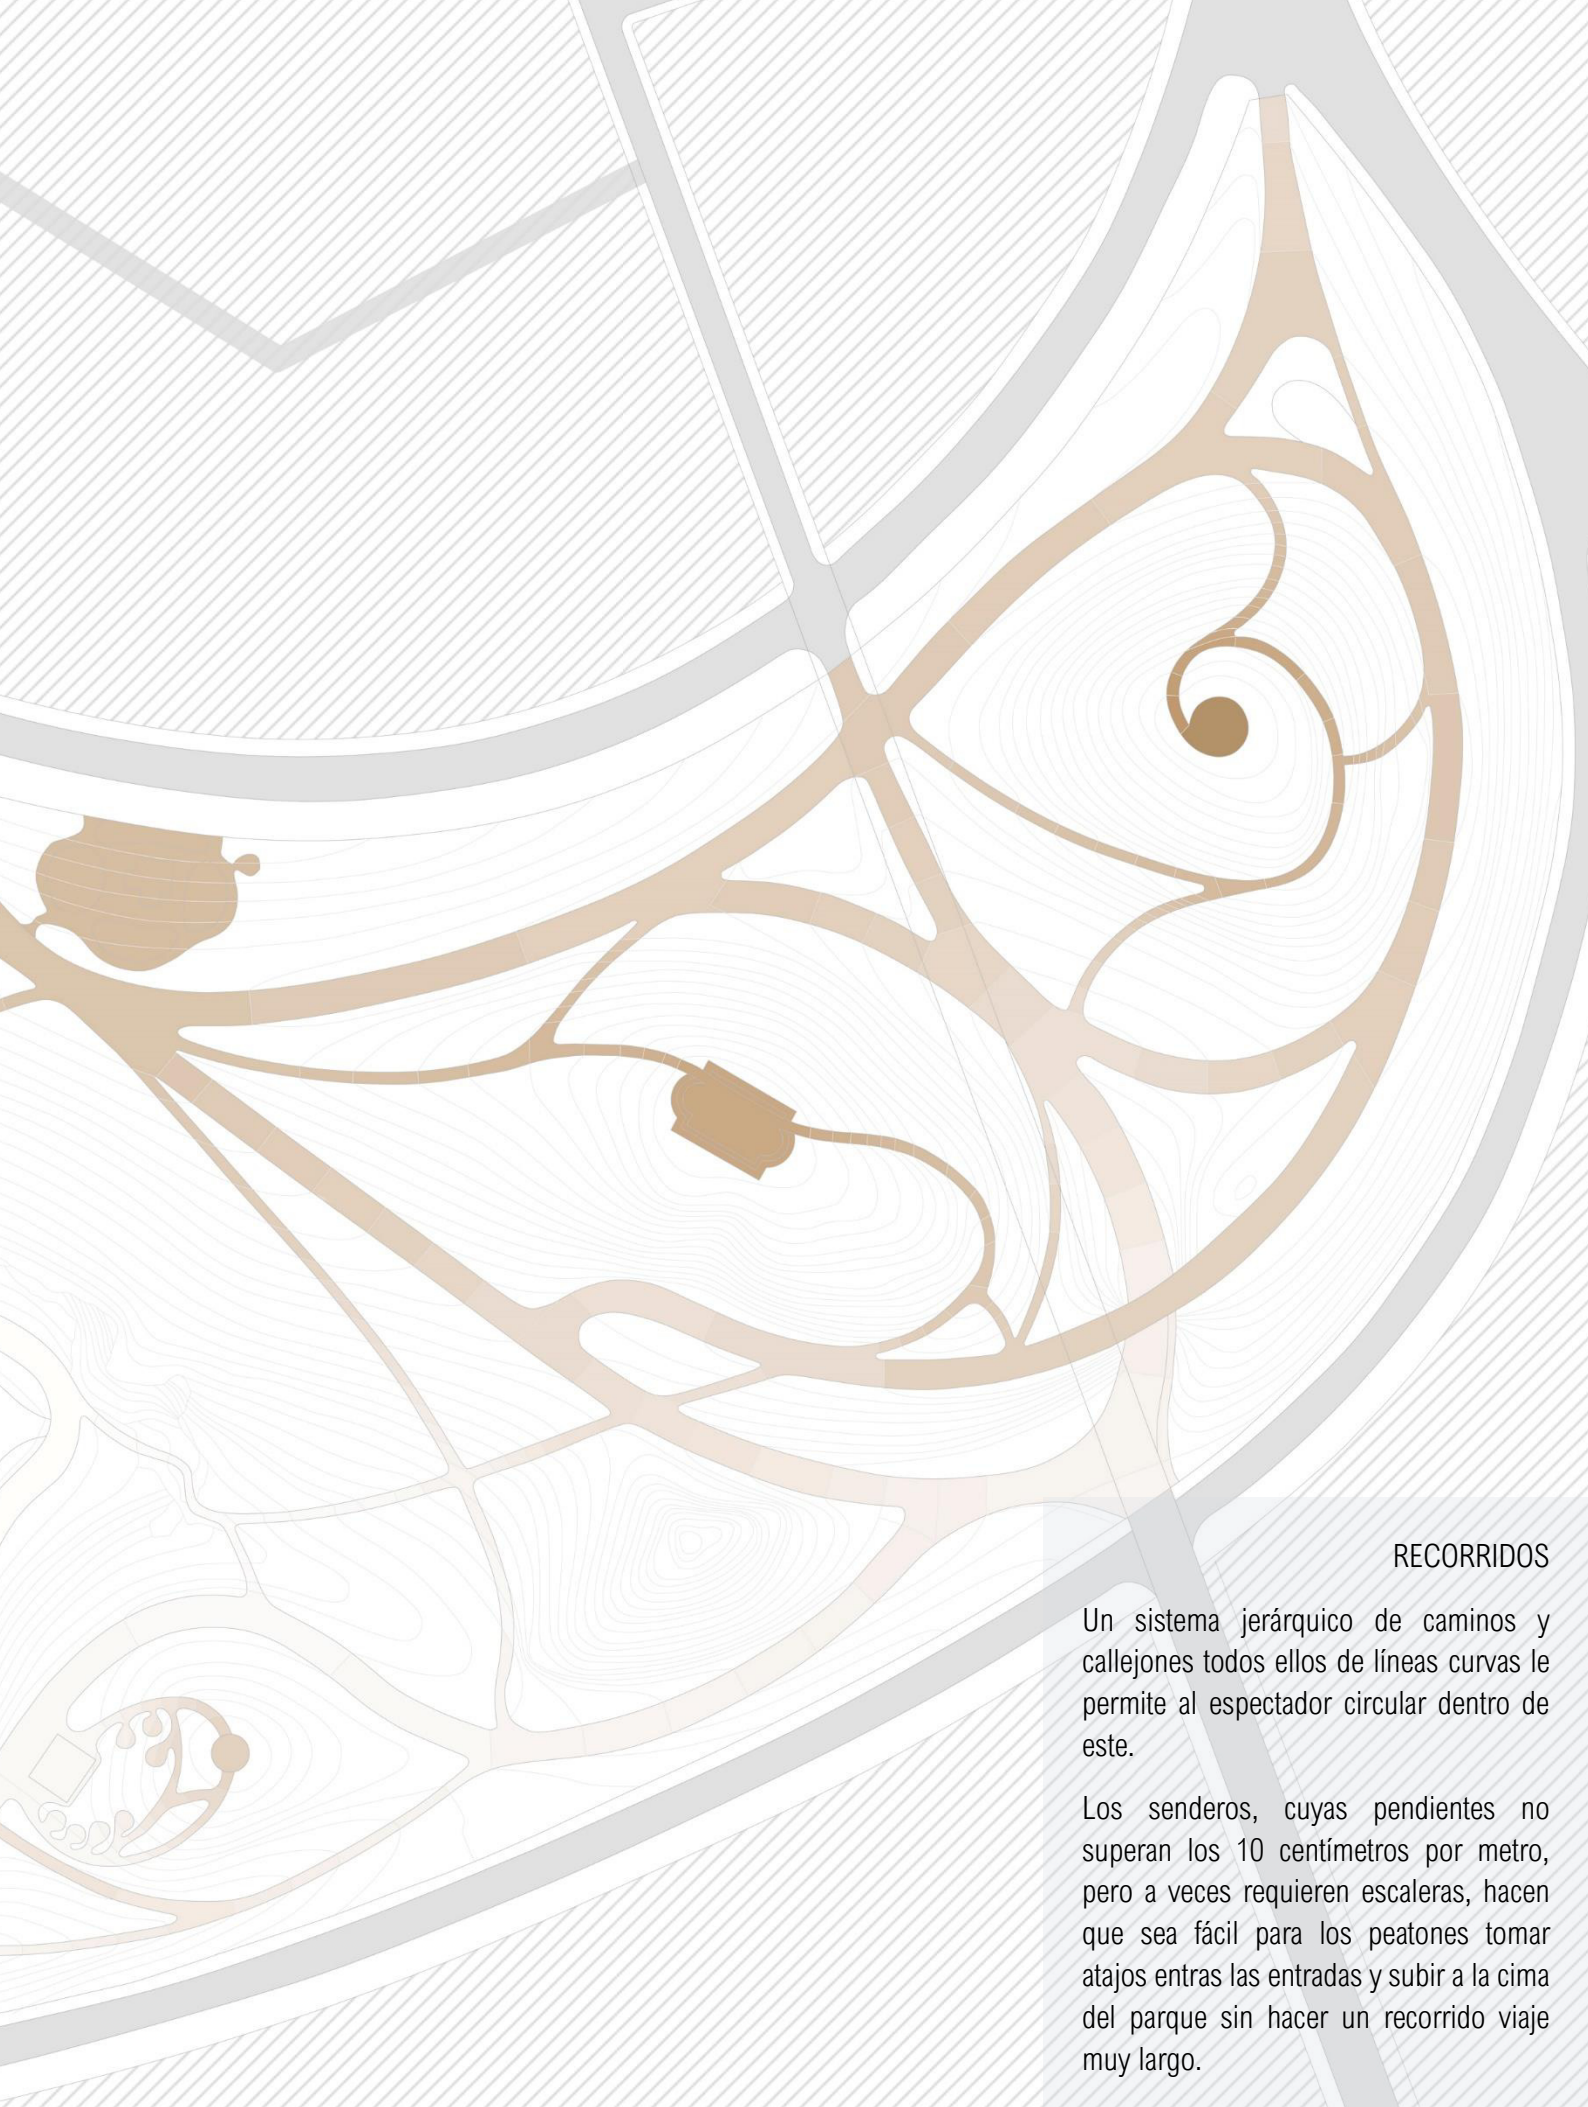 RECORRIDOS
Un sistema jerárquico de caminos y
callejones todos ellos de líneas curvas le
permite al espectador circular dentro de
este.
Los senderos, cuyas pendientes no
superan los 10 centímetros por metro,
pero a veces requieren escaleras, hacen
que sea fácil para los peatones tomar
atajos entras las entradas y subir a la cima
del parque sin hacer un recorrido viaje
muy largo.